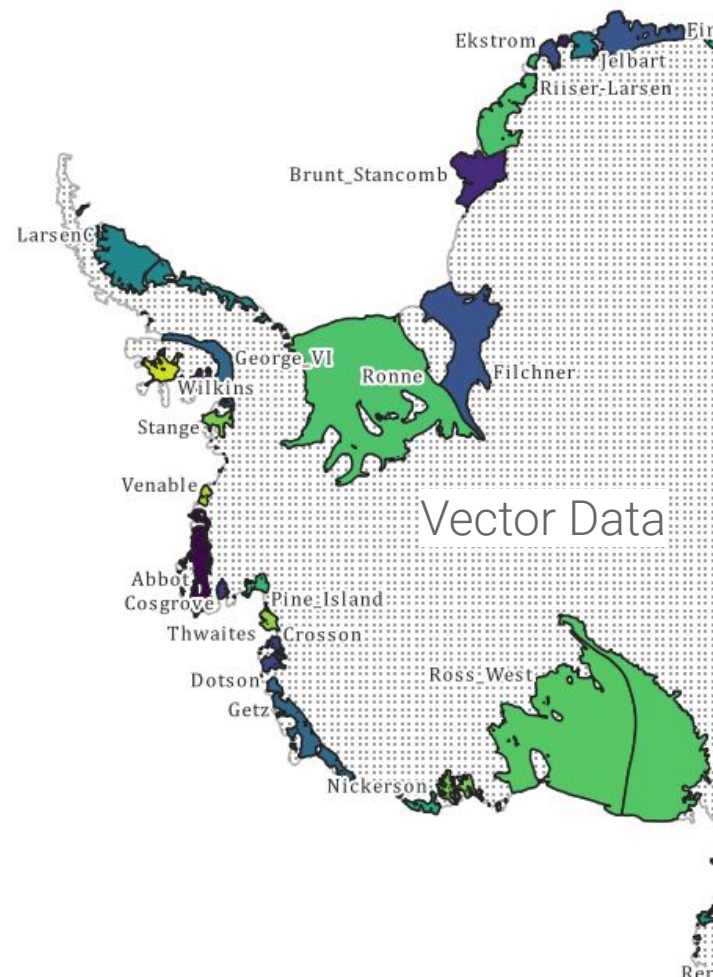 Ekstrom
Jelbart
Riiser-Larsen
Brunt_Stancomb
LarsenC
George_VI
Wilkins
Ronne
Filchner
Stange
Venable
Vector Data
Abbot
Cosgrove
Pine_Island
Thwaites
Crosson
Dotson
Ross_West
Getz
Nickerson